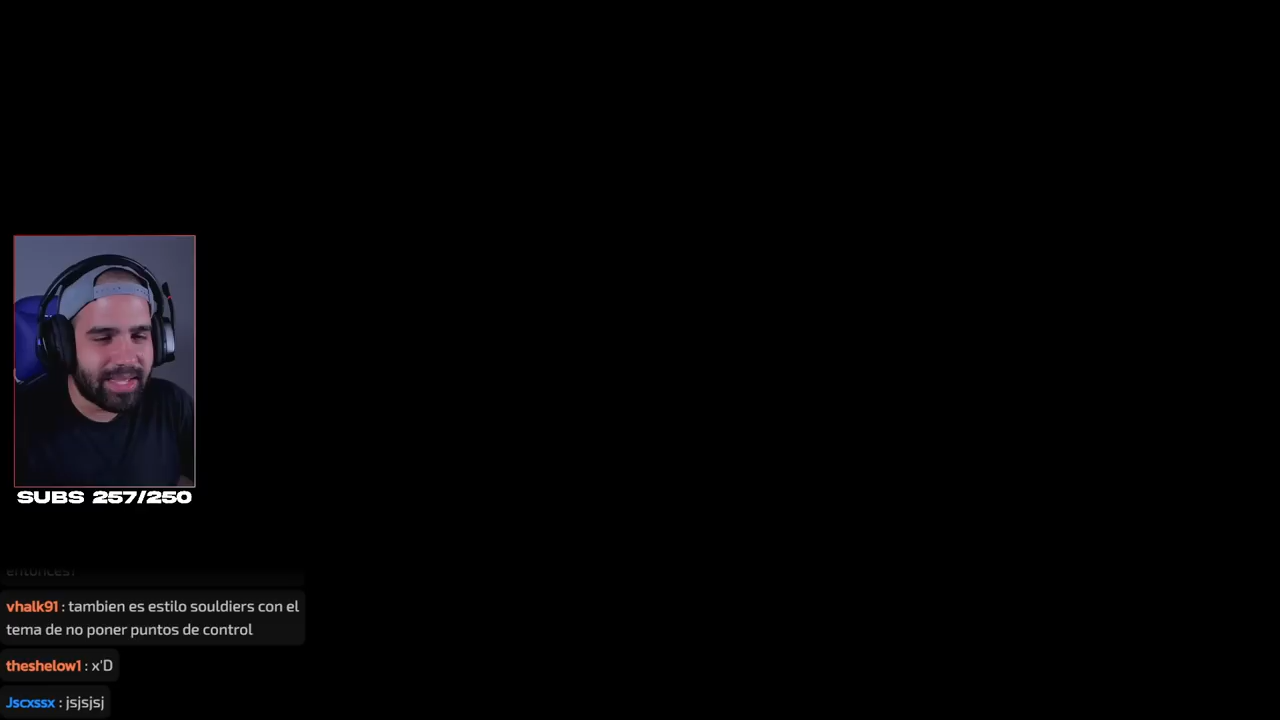 SUBS 257/250
entonces?
vhalk91 : tambien es estilo souldiers con el
tema de no poner puntos de control
theshelow1 : x'D
Jscxssx : jsjsjsj